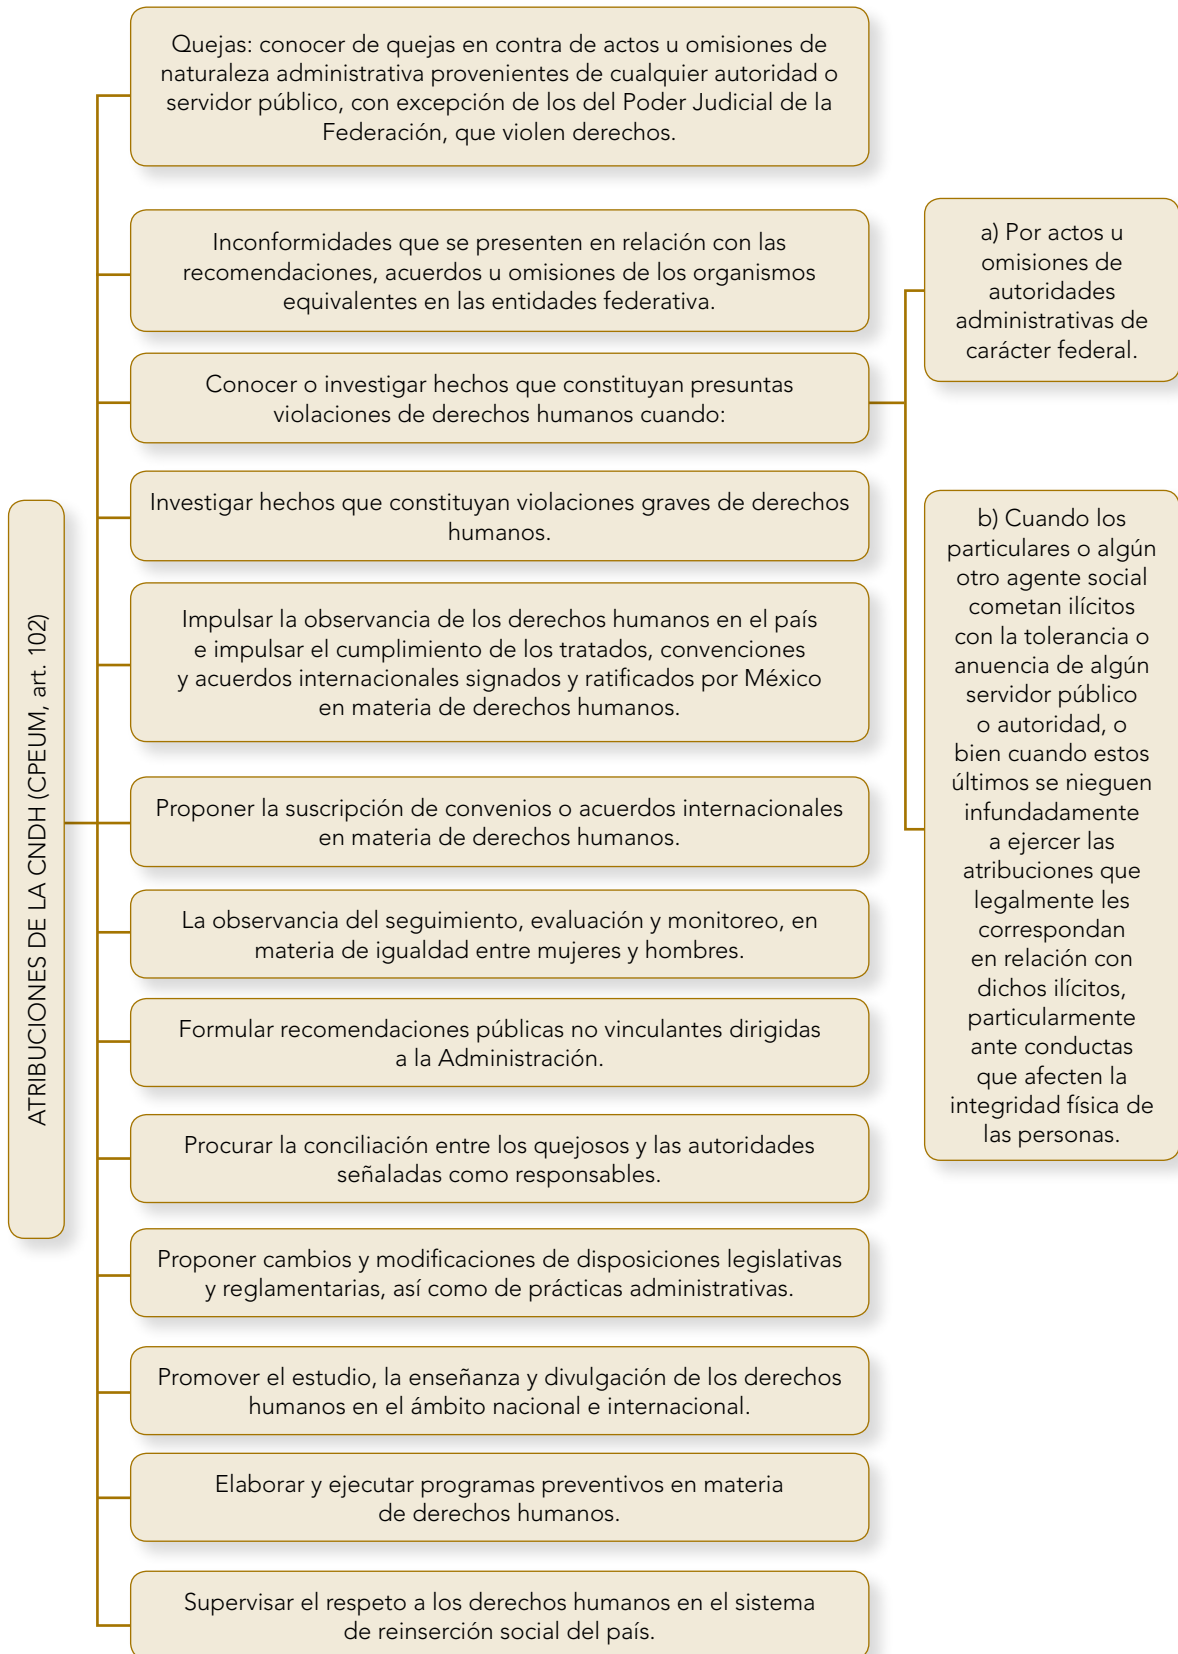 ATRIBUCIONES DE LA CNDH (CPEUM, art. 102)
Quejas: conocer de quejas en contra de actos u omisiones de
naturaleza administrativa provenientes de cualquier autoridad o
servidor público, con excepción de los del Poder Judicial de la
Federación, que violen derechos.
Inconformidades que se presenten en relación con las
recomendaciones, acuerdos u omisiones de los organismos
equivalentes en las entidades federativa.
Conocer o investigar hechos que constituyan presuntas
violaciones de derechos humanos cuando:
a) Por actos u
omisiones de
autoridades
administrativas de
carácter federal.
b) Cuando los
particulares o algún
otro agente social
cometan ilícitos
con la tolerancia o
anuencia de algún
servidor público
o autoridad, o
bien cuando estos
últimos se nieguen
infundadamente
a ejercer las
atribuciones que
legalmente les
correspondan
en relación con
dichos ilícitos,
particularmente
ante conductas
que afecten la
integridad física de
las personas.
Investigar hechos que constituyan violaciones graves de derechos
humanos.
Impulsar la observancia de los derechos humanos en el país
e impulsar el cumplimiento de los tratados, convenciones
y acuerdos internacionales signados y ratificados por México
en materia de derechos humanos.
Proponer la suscripción de convenios o acuerdos internacionales
en materia de derechos humanos.
La observancia del seguimiento, evaluación y monitoreo, en
materia de igualdad entre mujeres y hombres.
Formular recomendaciones públicas no vinculantes dirigidas
a la Administración.
Procurar la conciliación entre los quejosos y las autoridades
señaladas como responsables.
Proponer cambios y modificaciones de disposiciones legislativas
y reglamentarias, así como de prácticas administrativas.
Promover el estudio, la enseñanza y divulgación de los derechos
humanos en el ámbito nacional e internacional.
Elaborar y ejecutar programas preventivos en materia
de derechos humanos.
Supervisar el respeto a los derechos humanos en el sistema
de reinserción social del país.